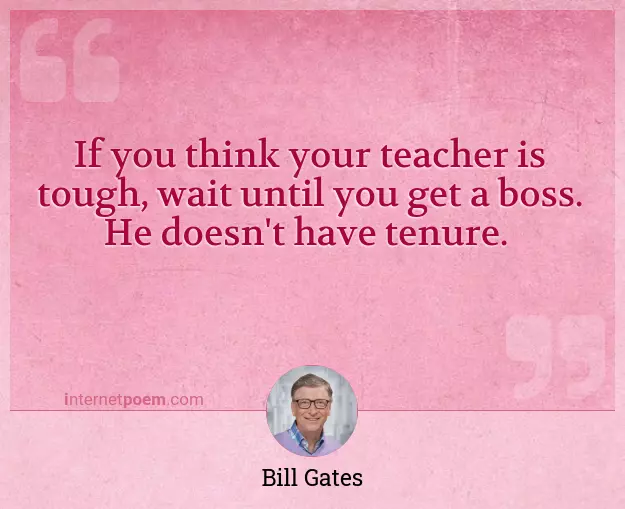 If you think your teacher is
tough, wait until you get a boss.
He doesn't have tenure.
internetpoem.com
Bill Gates